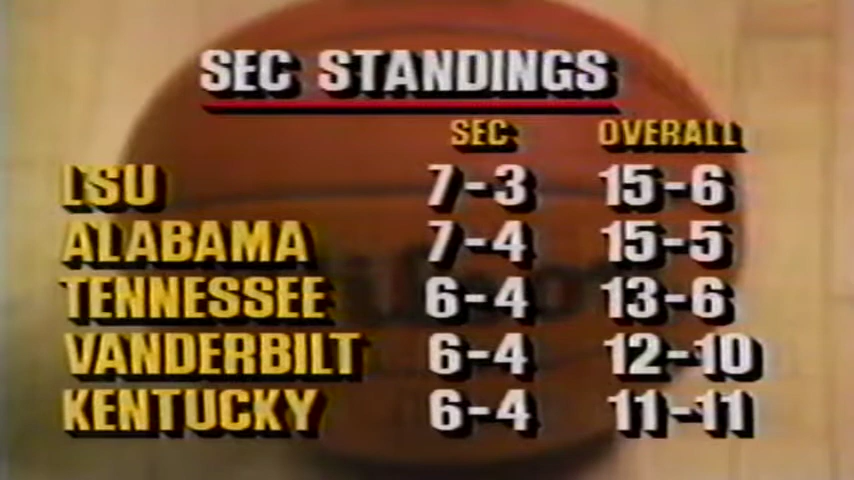 SEC STANDINGS
SEC OVERALL
LSU 7-3 15-6
ALABAMA 7-4 15-5
TENNESSEE 6-4 13-6
VANDERBILT 6-4 12-10
KENTUCKY 6-4 11-11